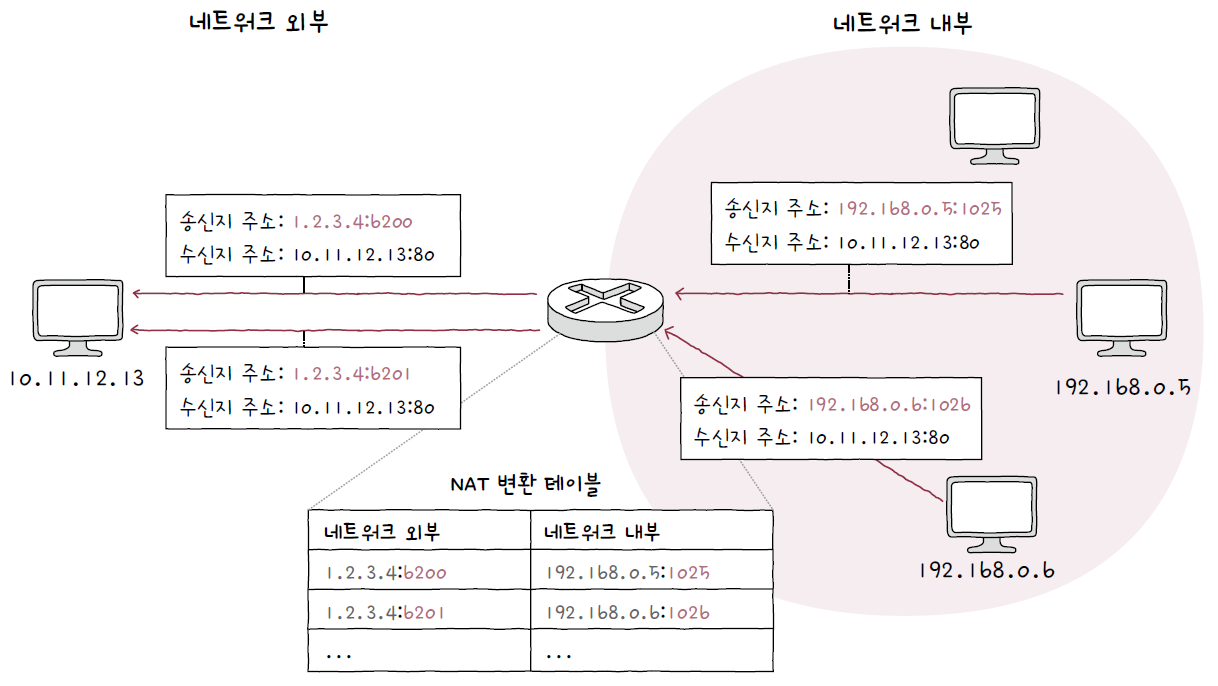 네트워크 외부
네트워크 내부
송신지 주소: 1.2.3.4:6200
수신지 주소: 10.11.12.13:80
송신지 주소: 192.168.0.5:1025
수신지 주소: 10.11.12.13:80
10.11.12.13
송신지 주소: 1.2.3.4:6201
수신지 주소: 10.11.12.13:80
192.168.0.5
송신지 주소: 192.168.0.6:1026
수신지 주소: 10.11.12.13:80
192.168.0.6
NAT 변환 테이블
네트워크 외부 네트워크 내부
1.2.3.4:6200 192.168.0.5:1025
1.2.3.4:6201 192.168.0.6:1026
... ...